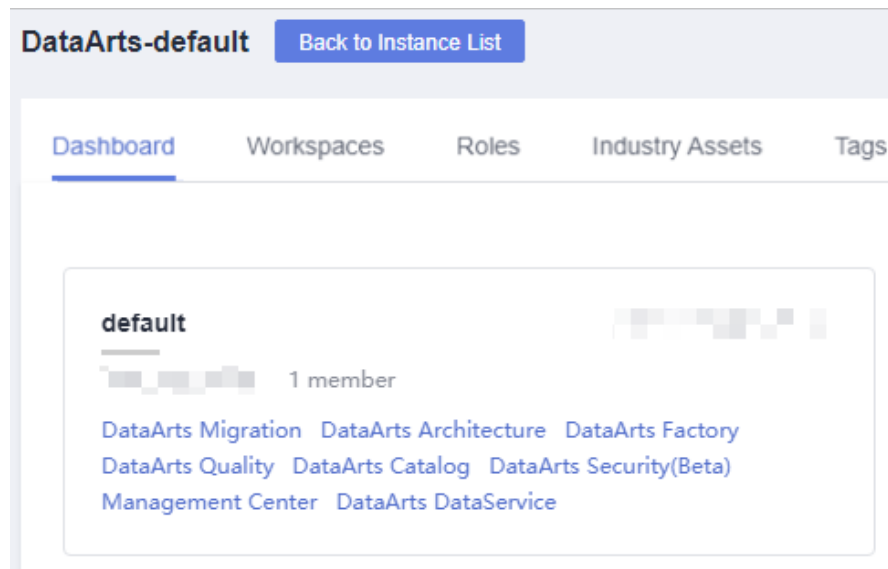 DataArts-default Back to Instance List
Dashboard Workspaces Roles Industry Assets Tags
default
1 member
DataArts Migration DataArts Architecture DataArts Factory
DataArts Quality DataArts Catalog DataArts Security(Beta)
Management Center DataArts DataService